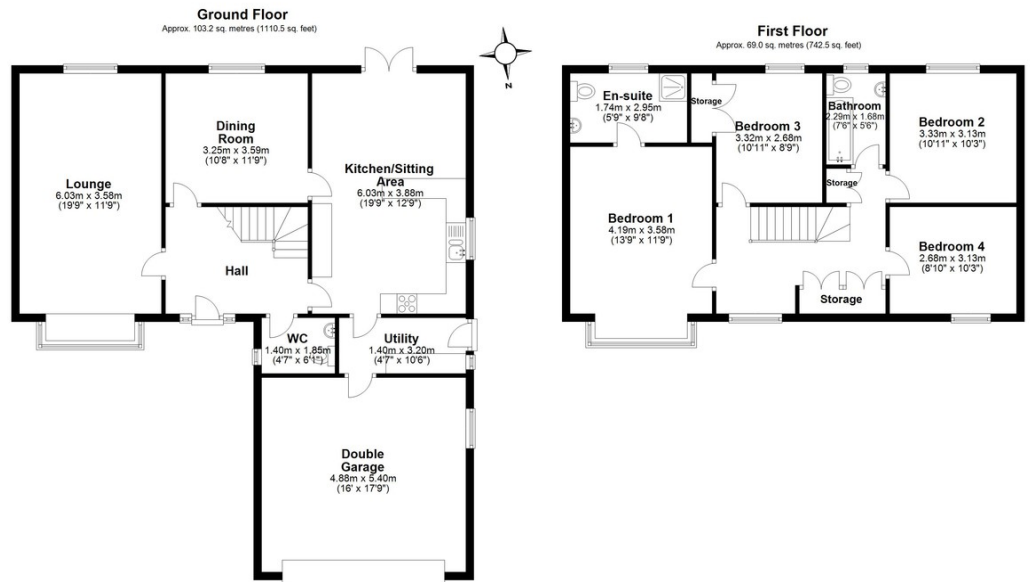 Ground Floor
Approx. 103.2 sq. metres (1110.5 sq. feet)
N
Lounge
6.03m x 3.58m
(19'9" x 11'9")
Dining
Room
3.25m x 3.59m
(10'8" x 11'9")
Kitchen/Sitting
Area
6.03m x 3.88m
(19'9" x 12'9")
Hall
WC
1.40m x 1.85m
(4'7" x 6'1")
Utility
1.40m x 3.20m
(4'7" x 10'6")
Double
Garage
4.88m x 5.40m
(16' x 17'9")
First Floor
Approx. 69.0 sq. metres (742.5 sq. feet)
En-suite
1.74m x 2.95m
(5'9" x 9'8")
Storage
Bedroom 3
3.32m x 2.68m
(10'11" x 8'9")
Bathroom
2.29m x 1.68m
(7'6" x 5'6")
Bedroom 2
3.33m x 3.13m
(10'11" x 10'3")
Storage
Bedroom 1
4.19m x 3.58m
(13'9" x 11'9")
Bedroom 4
2.68m x 3.13m
(8'10" x 10'3")
Storage